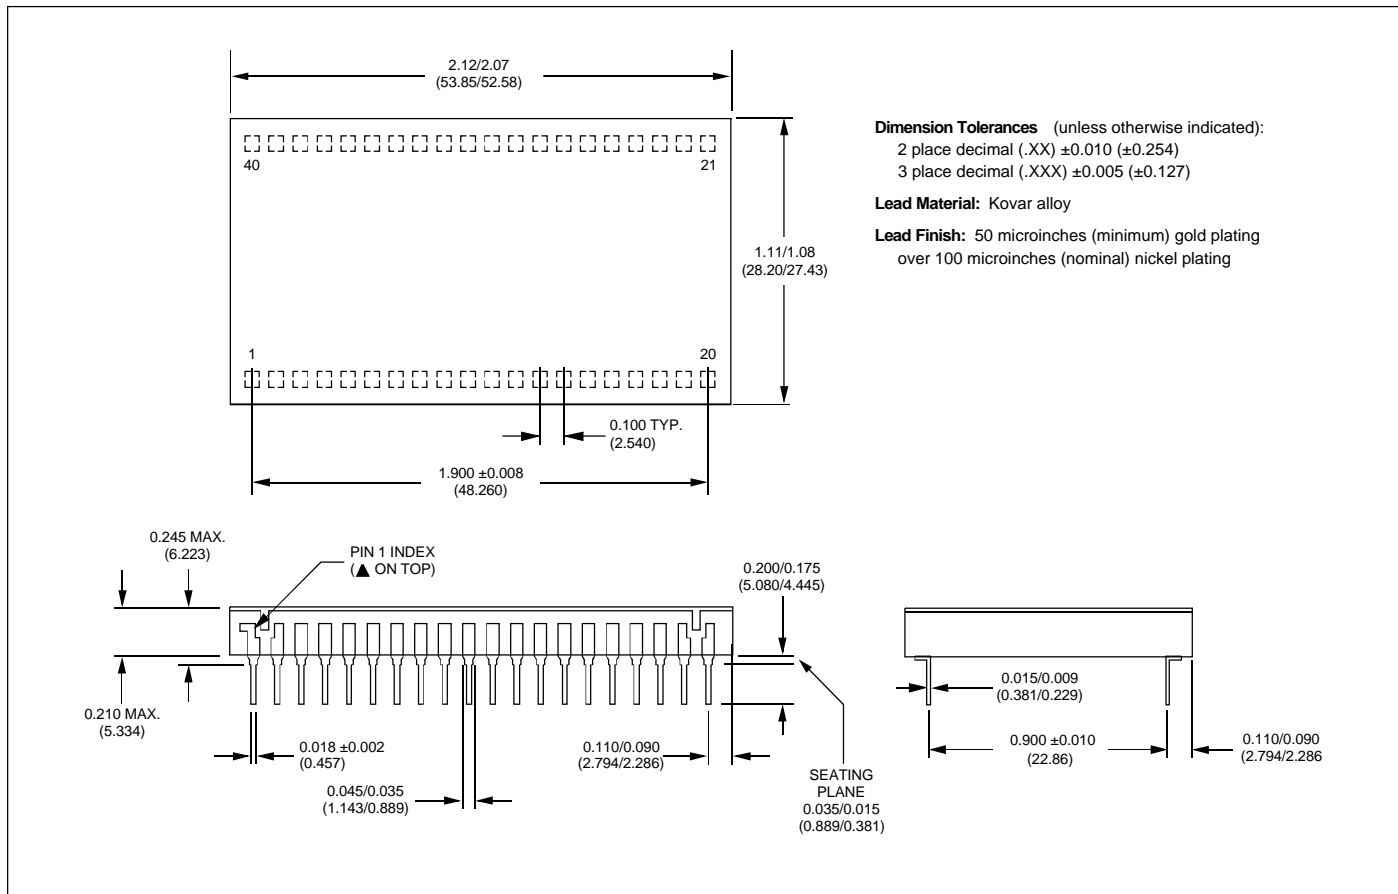 2.12/2.07
(53.85/52.58)
40
21
1.11/1.08
(28.20/27.43)
1
20
0.100 TYP.
(2.540)
1.900 ±0.008
(48.260)
Dimension Tolerances (unless otherwise indicated):
2 place decimal (.XX) ±0.010 (±0.254)
3 place decimal (.XXX) ±0.005 (±0.127)
Lead Material: Kovar alloy
Lead Finish: 50 microinches (minimum) gold plating
over 100 microinches (nominal) nickel plating
0.245 MAX.
(6.223)
PIN 1 INDEX
(▲ ON TOP)
0.200/0.175
(5.080/4.445)
0.210 MAX.
(5.334)
0.018 ±0.002
(0.457)
0.045/0.035
(1.143/0.889)
0.110/0.090
(2.794/2.286)
SEATING
PLANE
0.035/0.015
(0.889/0.381)
0.015/0.009
(0.381/0.229)
0.900 ±0.010
(22.86)
0.110/0.090
(2.794/2.286